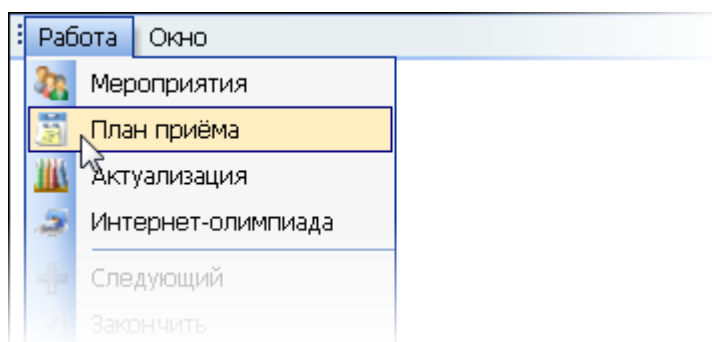 Работа Окно
Мероприятия
План приёма
Актуализация
Интернет-олимпиада
Следующий
Закончить